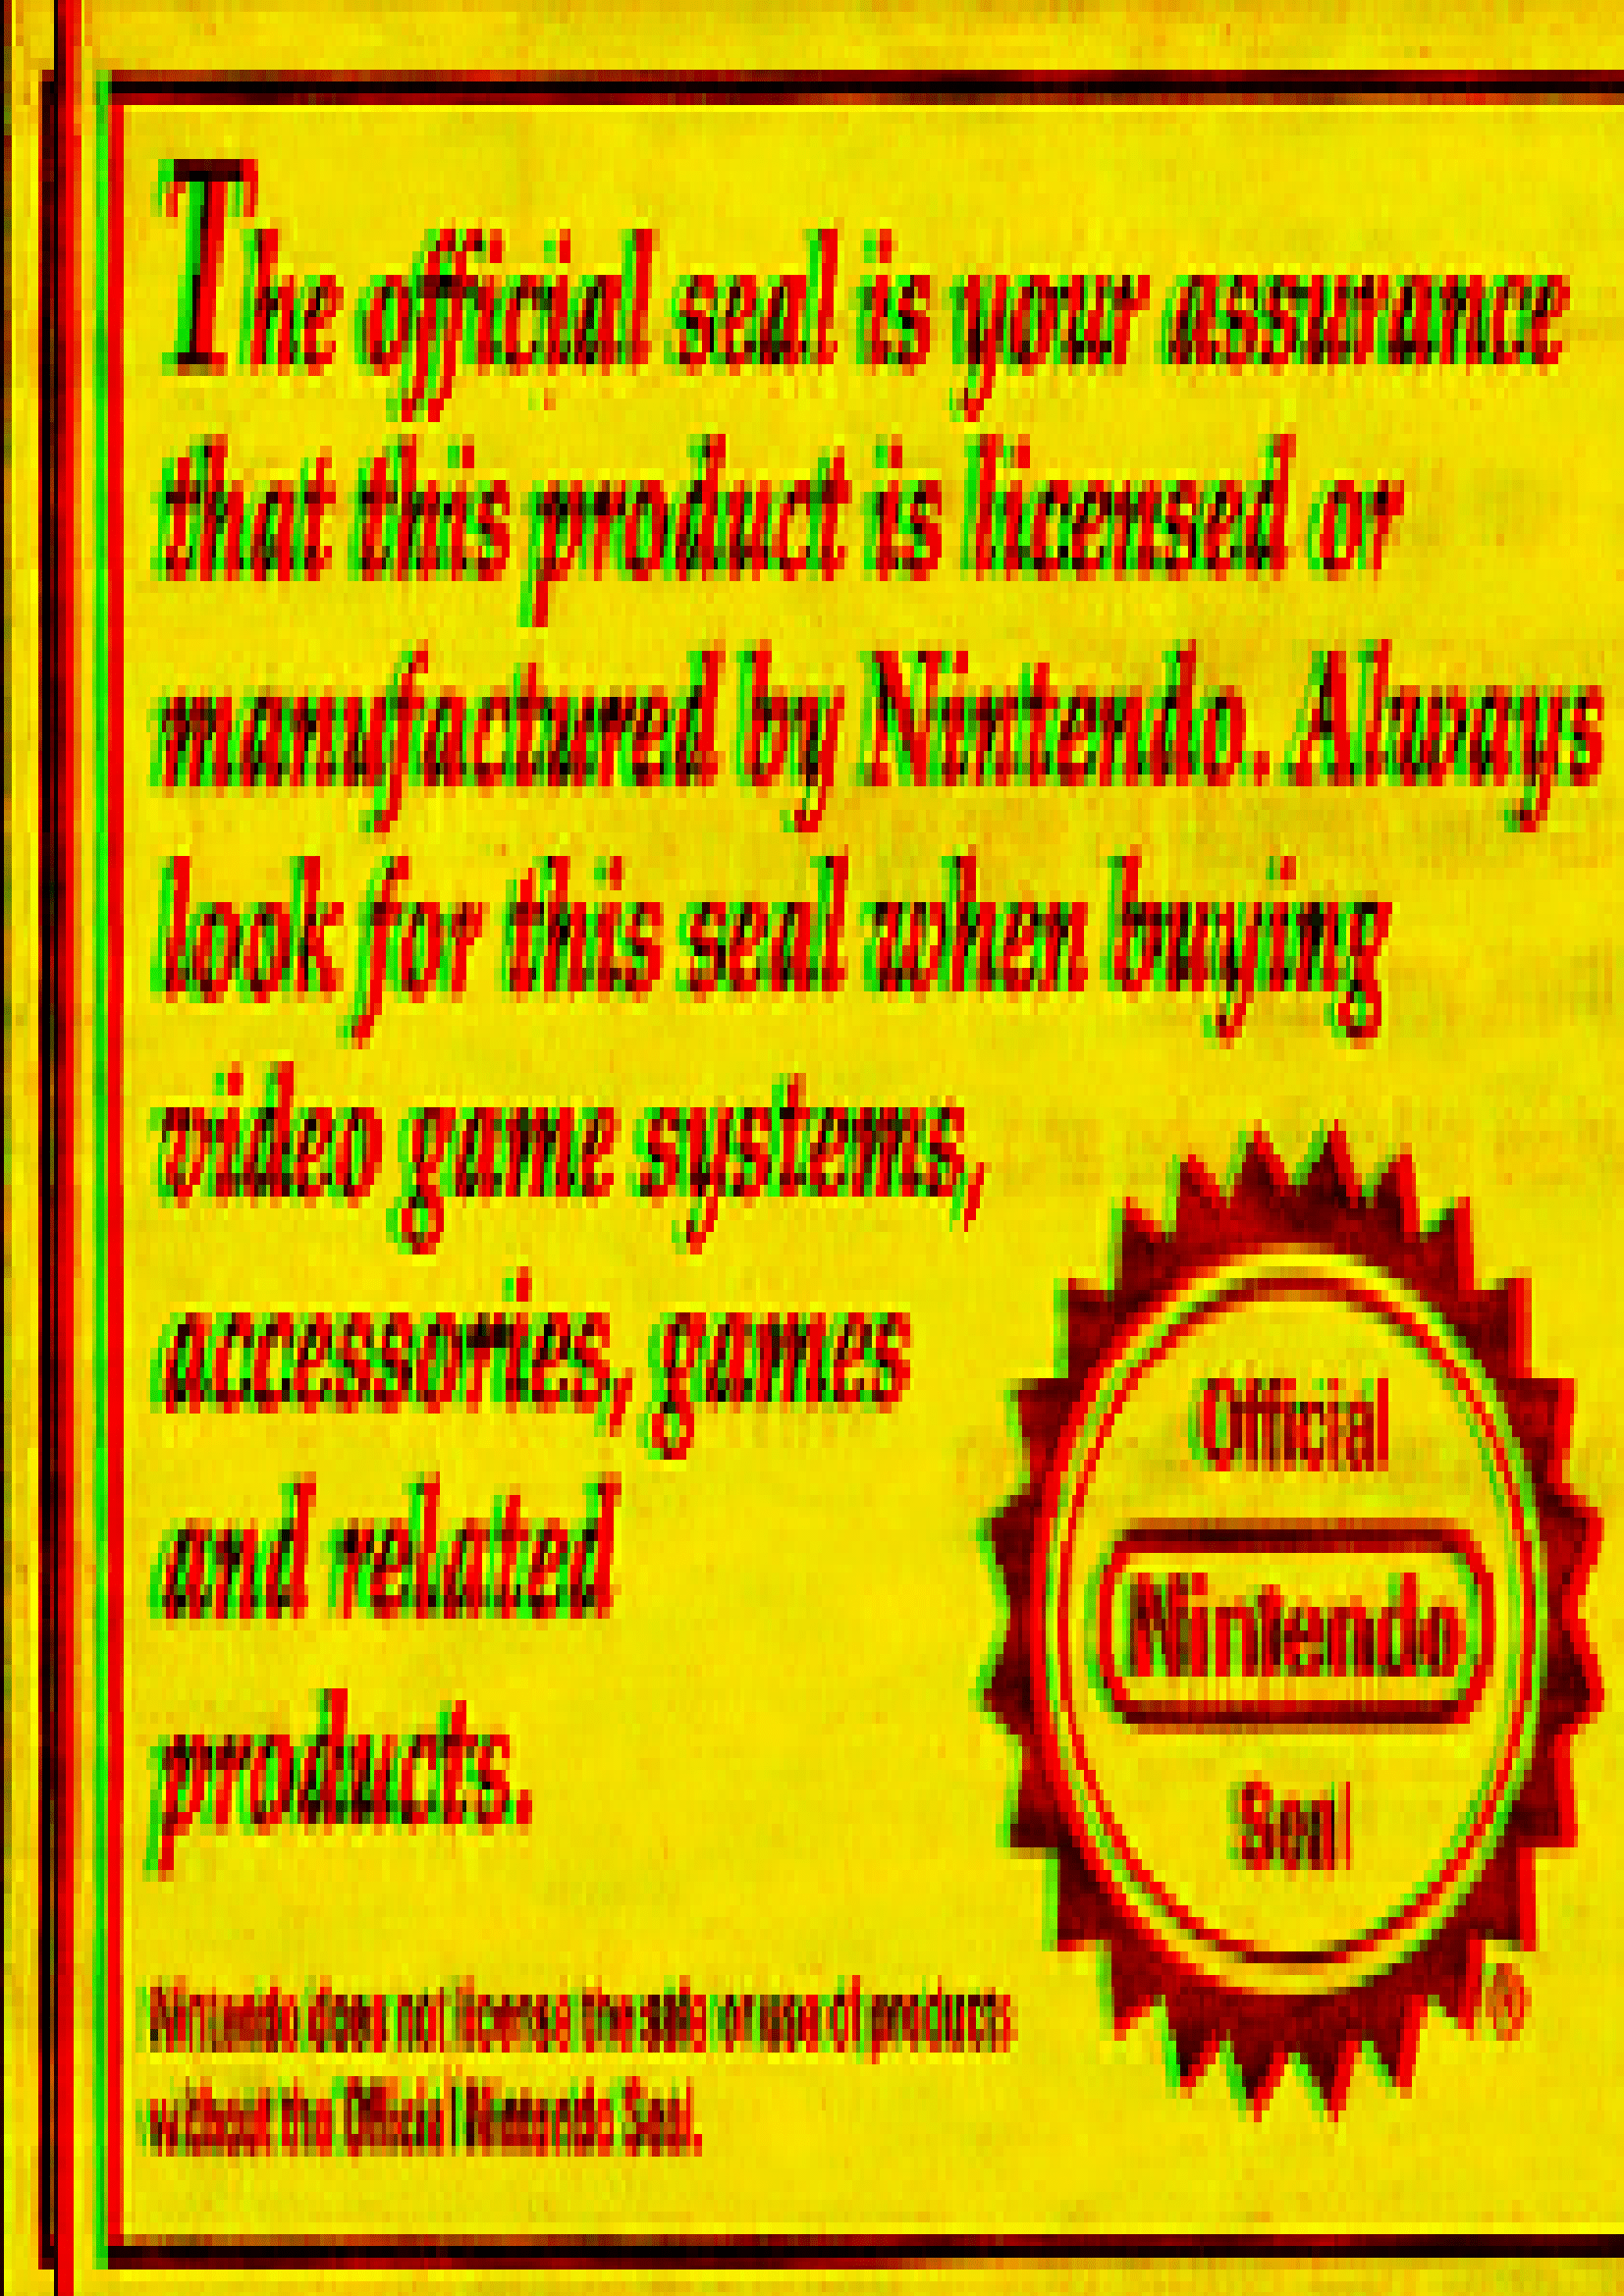 The official seal is your assurance
that this product is licensed or
manufactured by Nintendo. Always
look for this seal when buying
video game systems,
accessories, games
and related
products.
Official
Nintendo
Seal
®
Nintendo does not license the sale or use of products
without the Official Nintendo Seal.